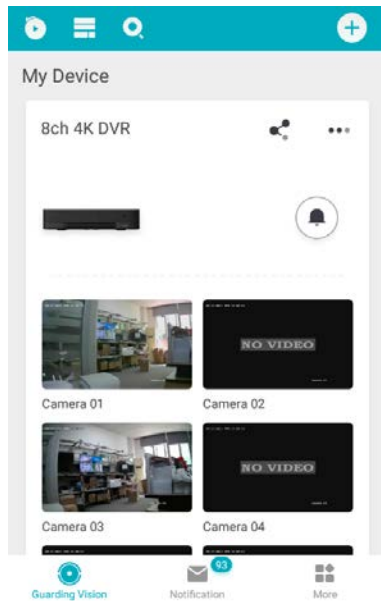 My Device
8ch 4K DVR
NO VIDEO
Camera 01
Camera 02
NO VIDEO
Camera 03
Camera 04
93
Guarding Vision
Notification
More